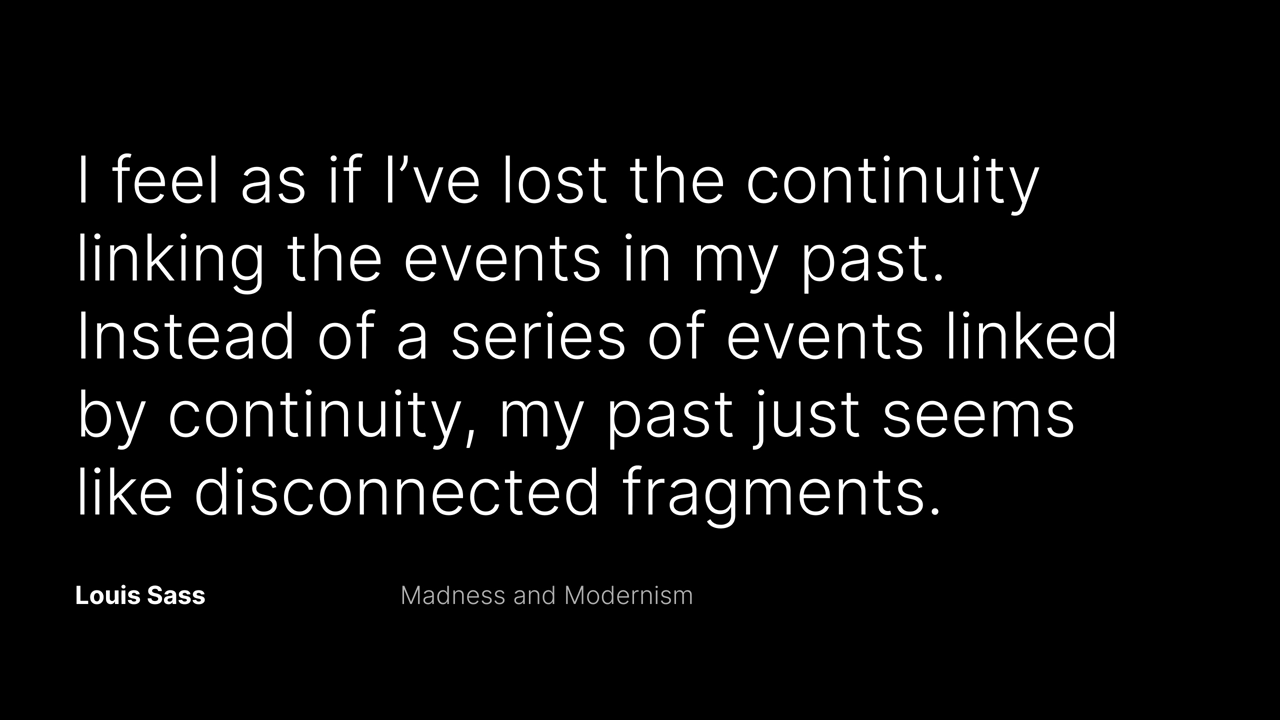 I feel as if I’ve lost the continuity
linking the events in my past.
Instead of a series of events linked
by continuity, my past just seems
like disconnected fragments.
Louis Sass
Madness and Modernism